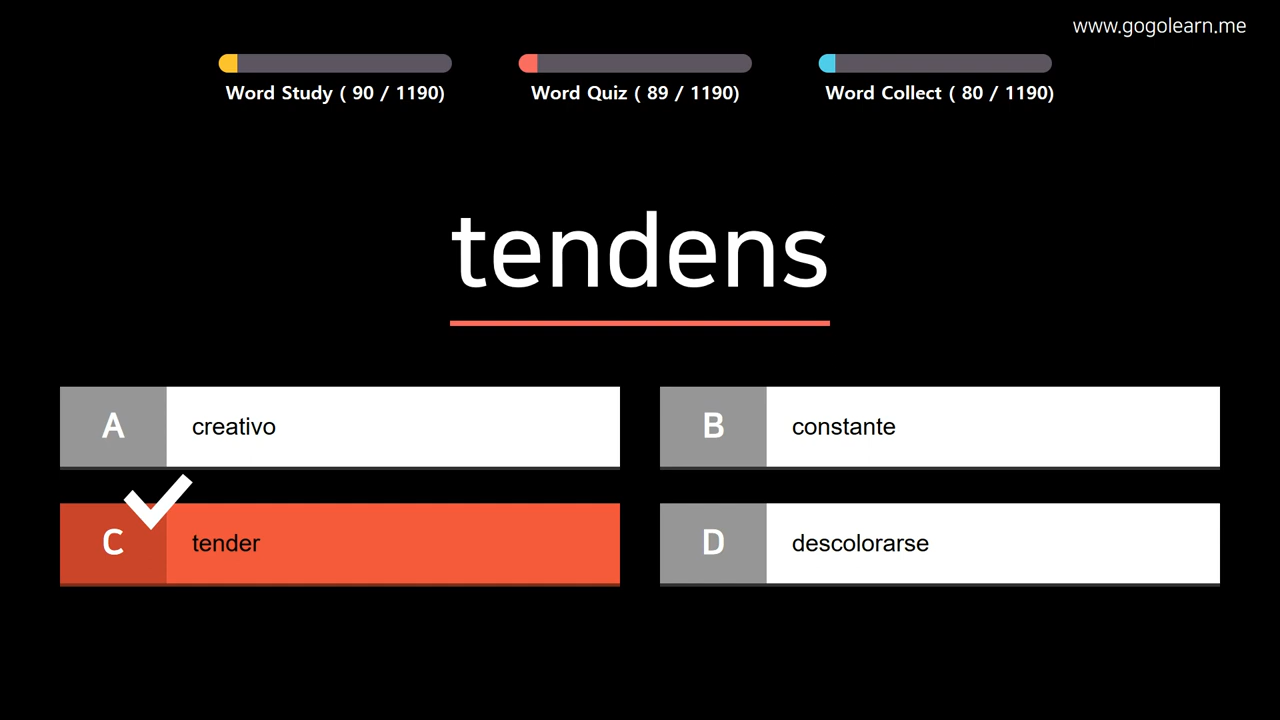 www.gogolearn.me
Word Study ( 90 / 1190)
Word Quiz ( 89 / 1190)
Word Collect ( 80 / 1190)
tendens
A creativo
B constante
C tender
D descolorarse